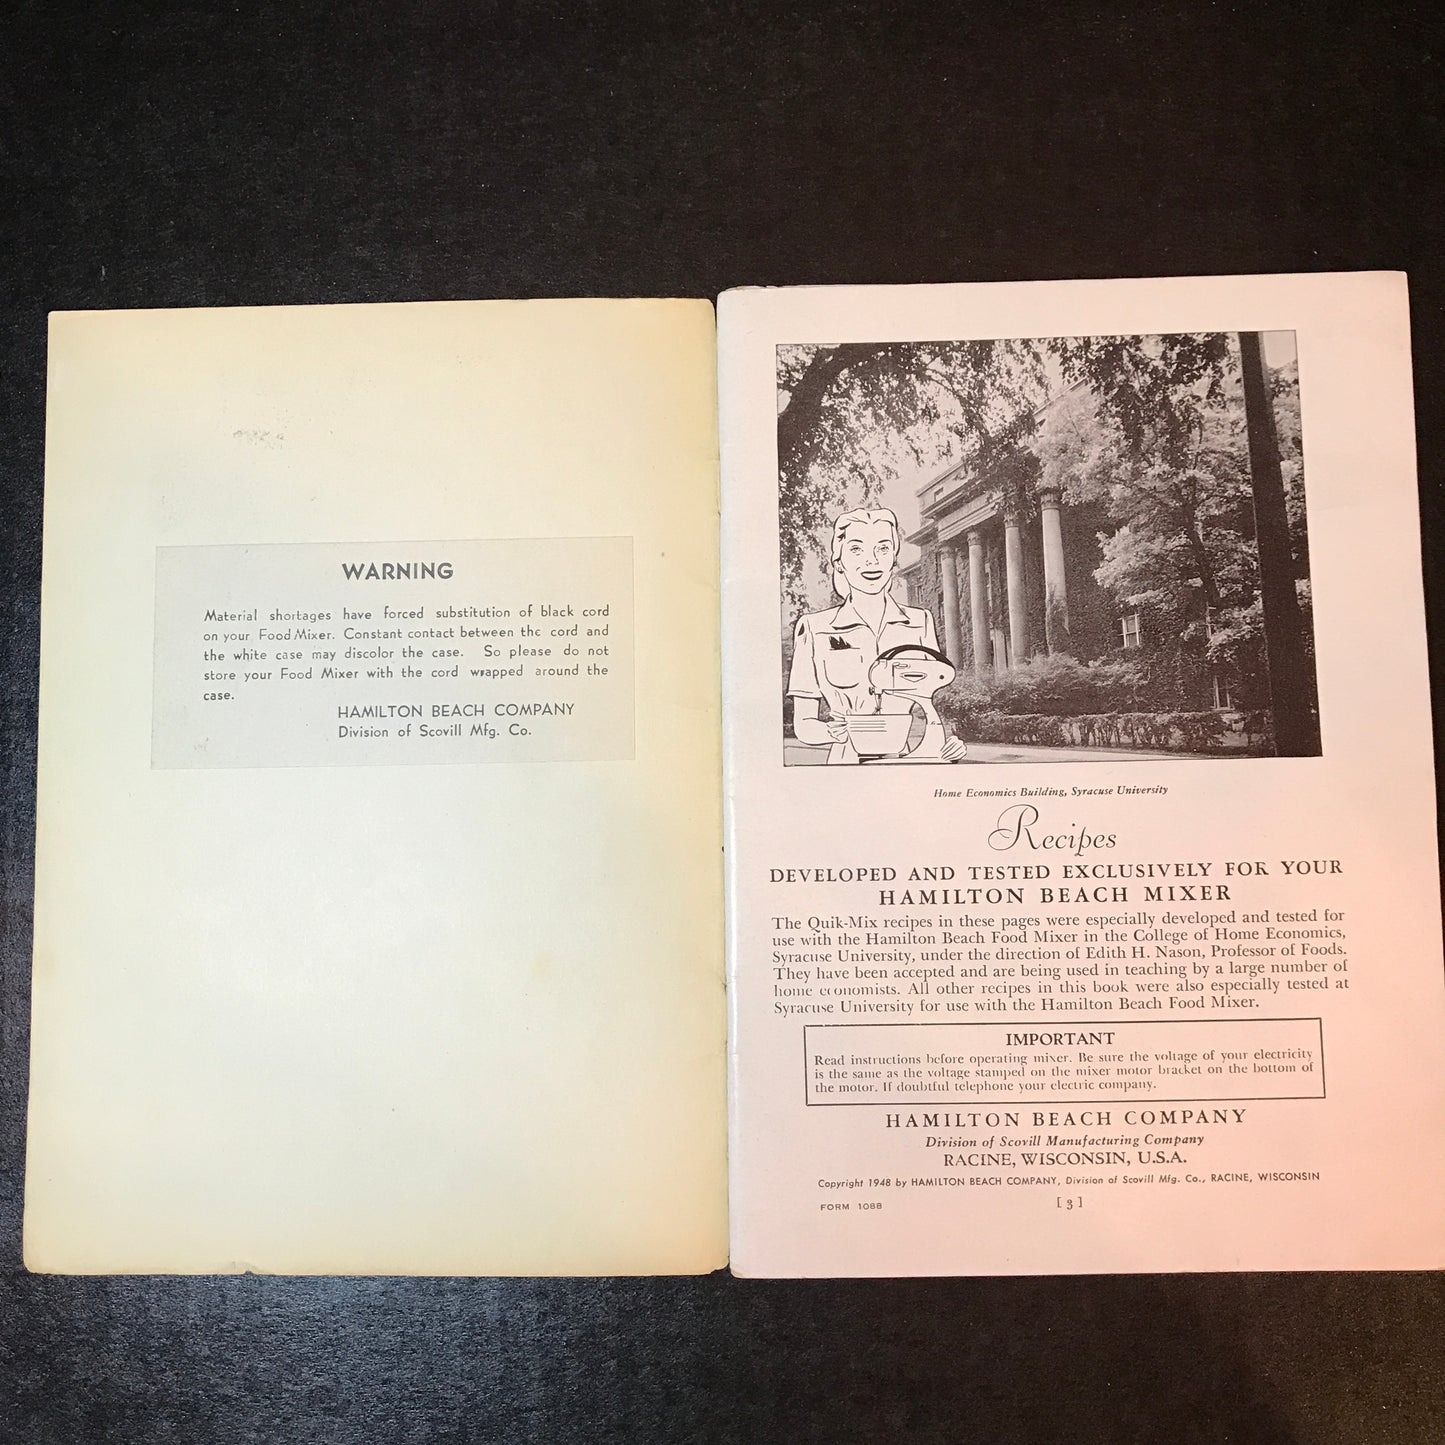 WARNING
Material shortages have forced substitution of black cord
on your Food Mixer. Constant contact between the cord and
the white case may discolor the case. So please do not
store your Food Mixer with the cord wrapped around the
case.
HAMILTON BEACH COMPANY
Division of Scovill Mfg. Co.
Home Economics Building, Syracuse University
Recipes
DEVELOPED AND TESTED EXCLUSIVELY FOR YOUR
HAMILTON BEACH MIXER
The Quik-Mix recipes in these pages were especially developed and tested for
use with the Hamilton Beach Food Mixer in the College of Home Economics,
Syracuse University, under the direction of Edith H. Nason, Professor of Foods.
They have been accepted and are being used in teaching by a large number of
home economists. All other recipes in this book were also especially tested at
Syracuse University for use with the Hamilton Beach Food Mixer.
IMPORTANT
Read instructions before operating mixer. Be sure the voltage of your electricity
is the same as the voltage stamped on the mixer motor bracket on the bottom of
the motor. If doubtful telephone your electric company.
HAMILTON BEACH COMPANY
Division of Scovill Manufacturing Company
RACINE, WISCONSIN, U.S.A.
Copyright 1948 by HAMILTON BEACH COMPANY, Division of Scovill Mfg. Co., RACINE, WISCONSIN
FORM 1088 [3]